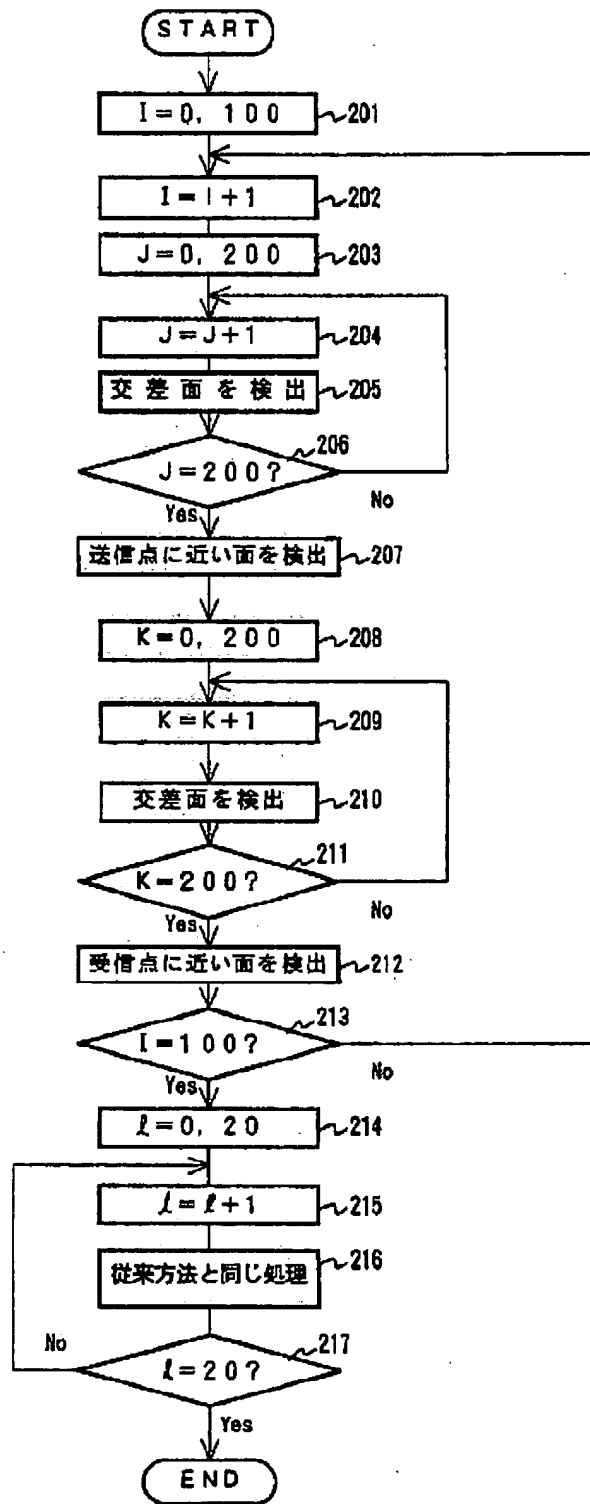 START
I=0, 100 201
I=I+1 202
J=0, 200 203
J=J+1 204
交差面を検出 205
206
J=200?
Yes No
送信点に近い面を検出 207
K=0, 200 208
K=K+1 209
交差面を検出 210
211
K=200?
Yes No
受信点に近い面を検出 212
213
I=100?
Yes No
ℓ=0, 20 214
ℓ=ℓ+1 215
従来方法と同じ処理 216
No 217
ℓ=20?
Yes
END